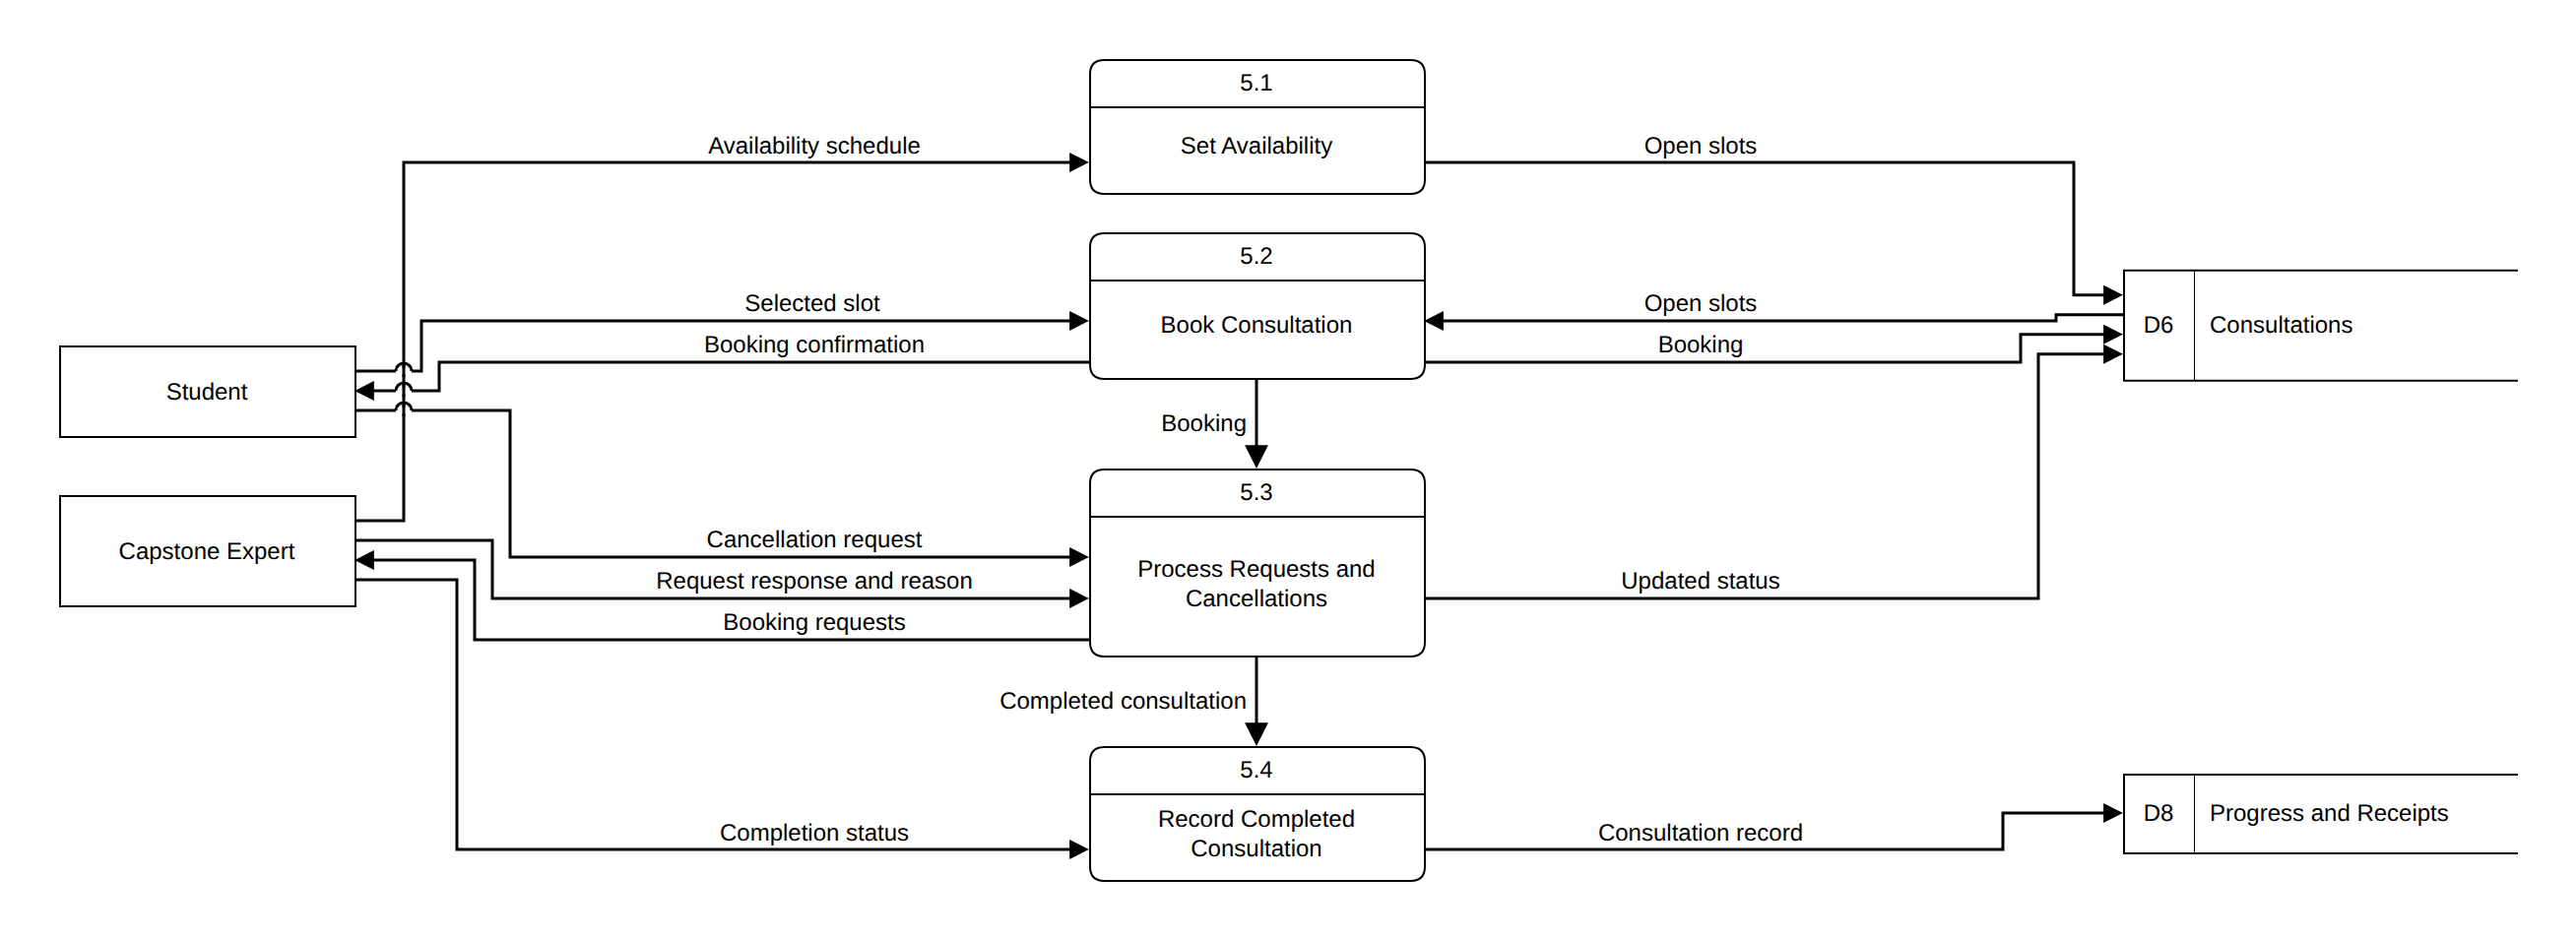 5.1
Availability schedule
Set Availability
Open slots
5.2
Selected slot
Open slots
Book Consultation
D6
Consultations
Booking confirmation
Booking
Student
Booking
5.3
Cancellation request
Capstone Expert
Process Requests and
Cancellations
Request response and reason
Updated status
Booking requests
Completed consultation
5.4
Record Completed
Consultation
D8
Progress and Receipts
Completion status
Consultation record